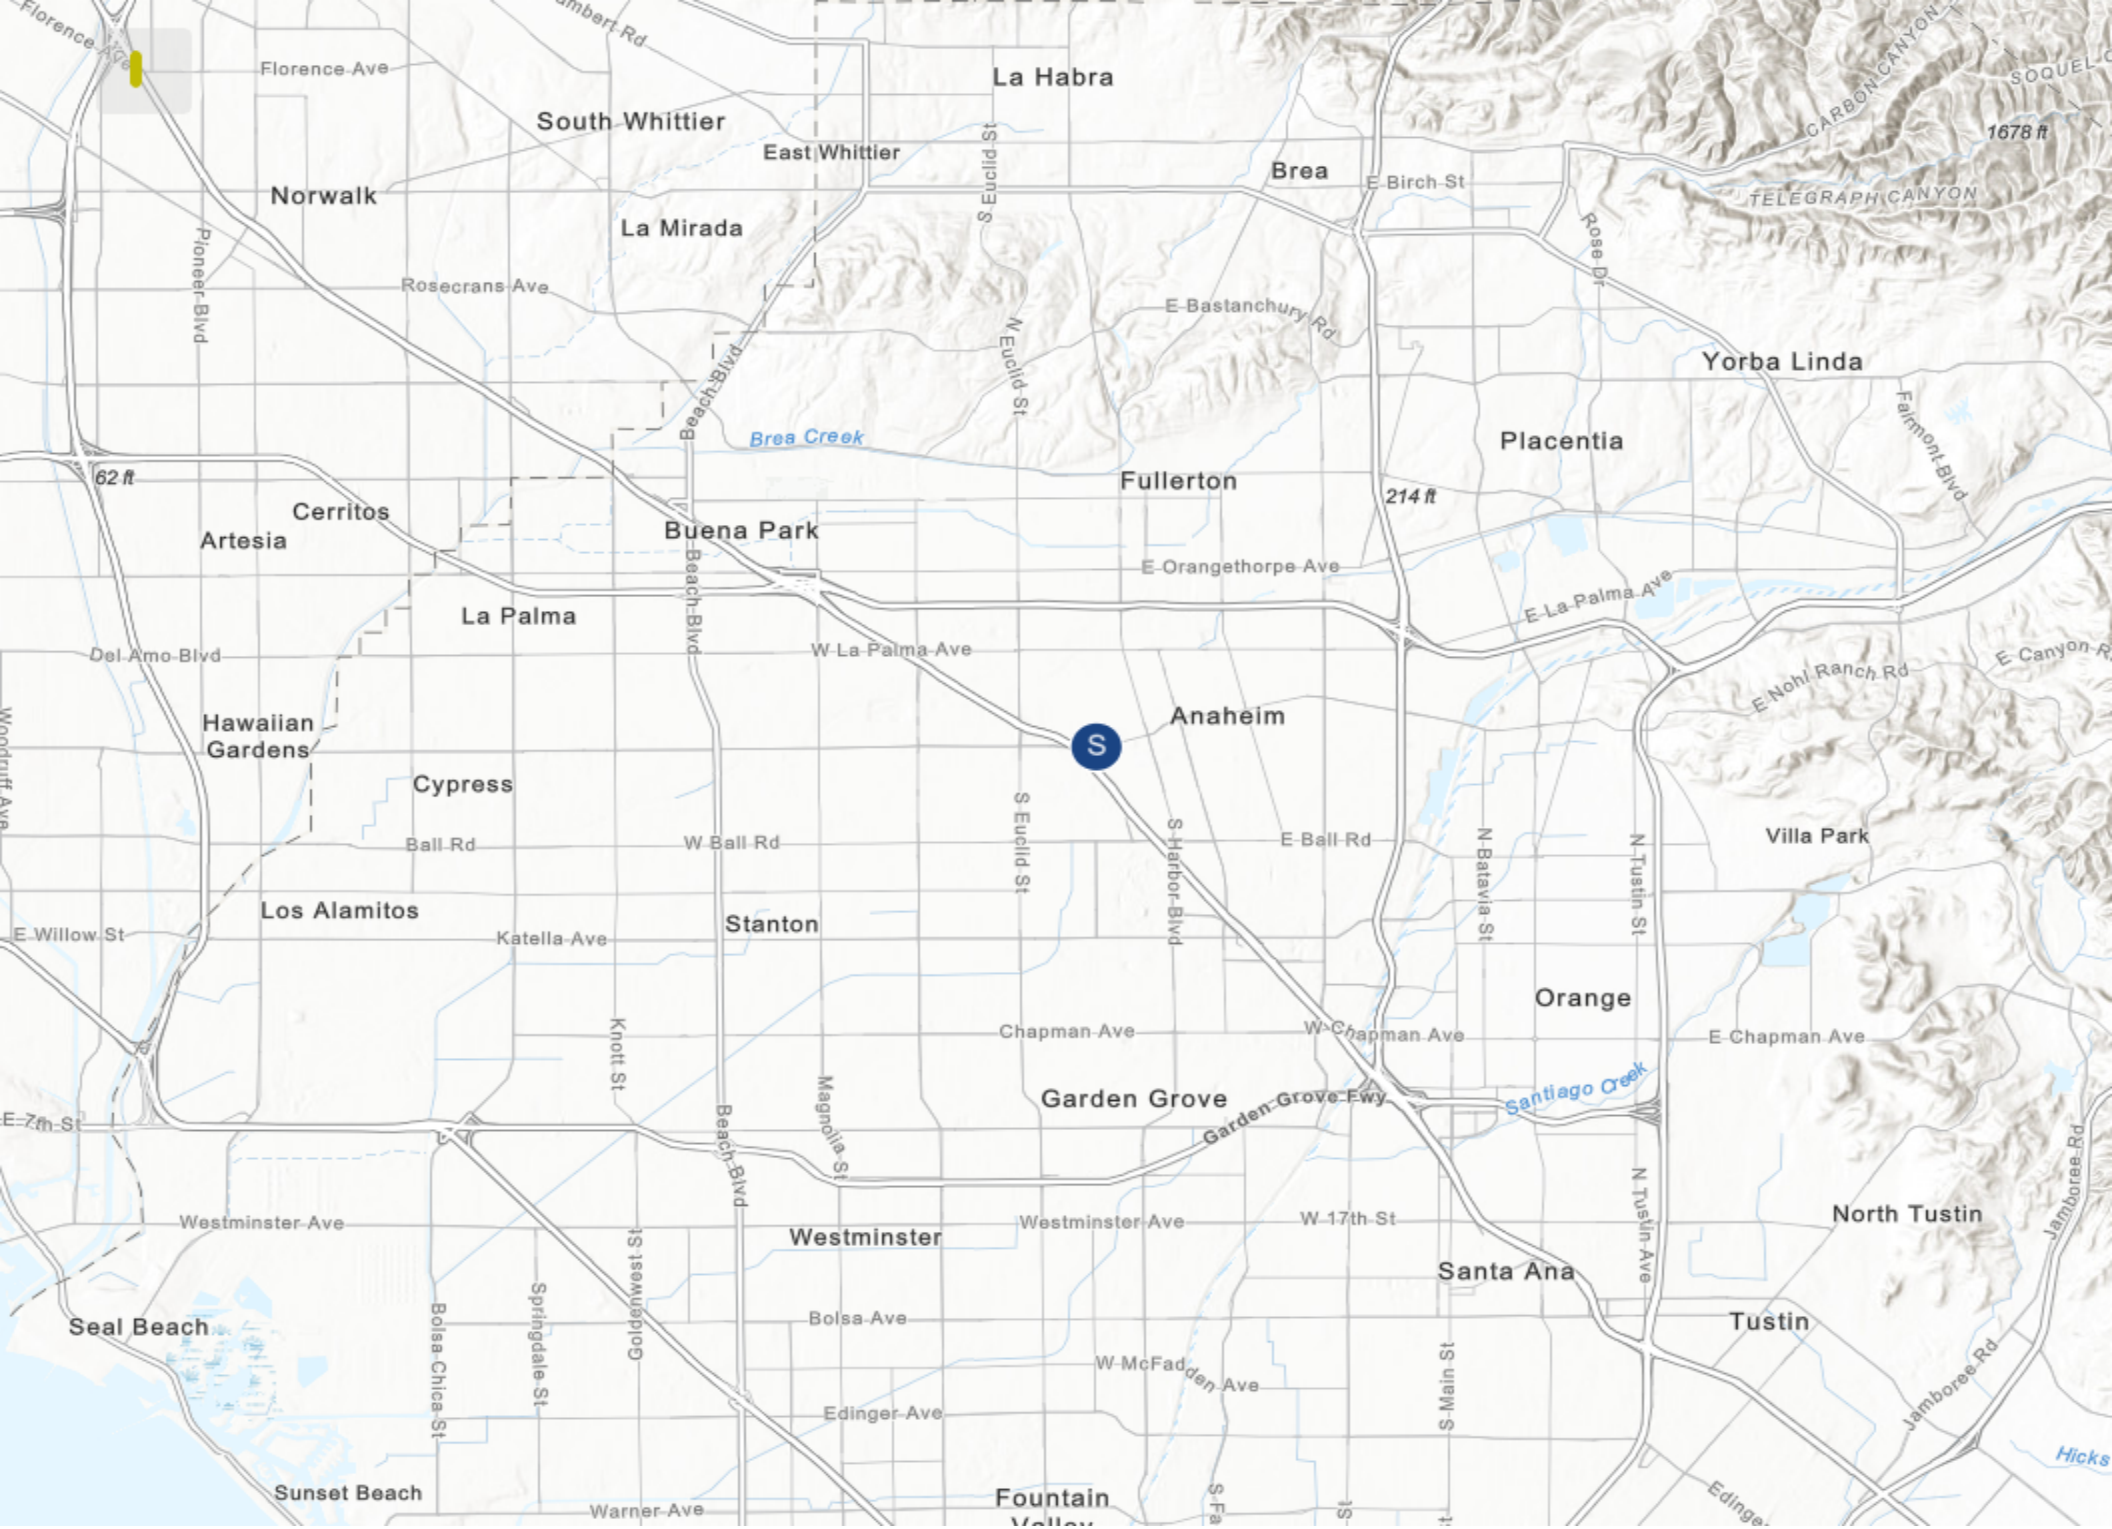 Florence Ave
Lambert Rd
Florence Ave
La Habra
CARBON CANYON
1678 ft
South Whittier
East Whittier
S Euclid St
Brea
E Birch St
TELEGRAPH CANYON
Norwalk
La Mirada
Pioneer Blvd
Rosecrans Ave
Rose Dr
E Bastanchury Rd
N Euclid St
Beach Blvd
Yorba Linda
Fairmont Blvd
Brea Creek
Placentia
62 ft
Fullerton
214 ft
Cerritos
Artesia
Buena Park
E Orangethorpe Ave
Beach Blvd
E La Palma Ave
La Palma
Del Amo Blvd
W La Palma Ave
E Canyon
E Nohl Ranch Rd
Hawaiian
Gardens
Anaheim
S
Woodruff Ave
Cypress
Ball Rd
W Ball Rd
S Euclid St
S Harbor Blvd
E Ball Rd
N Batavia St
N Tustin St
Villa Park
Los Alamitos
Stanton
E Willow St
Katella Ave
Orange
Knott St
Chapman Ave
W Chapman Ave
E Chapman Ave
Magnolia St
Garden Grove
Garden Grove Fwy
Santiago Creek
E 7th St
Beach Blvd
Jamboree Rd
N Tustin Ave
Westminster Ave
Westminster
Westminster Ave
W 17th St
North Tustin
Goldenwest St
Santa Ana
Seal Beach
Bolsa Chica St
Springdale St
Bolsa Ave
Tustin
W McFadden Ave
S Main St
Jamboree Rd
Edinger Ave
Hicks
Sunset Beach
Warner Ave
Fountain
Valley
S Fa
St
St
Edinger